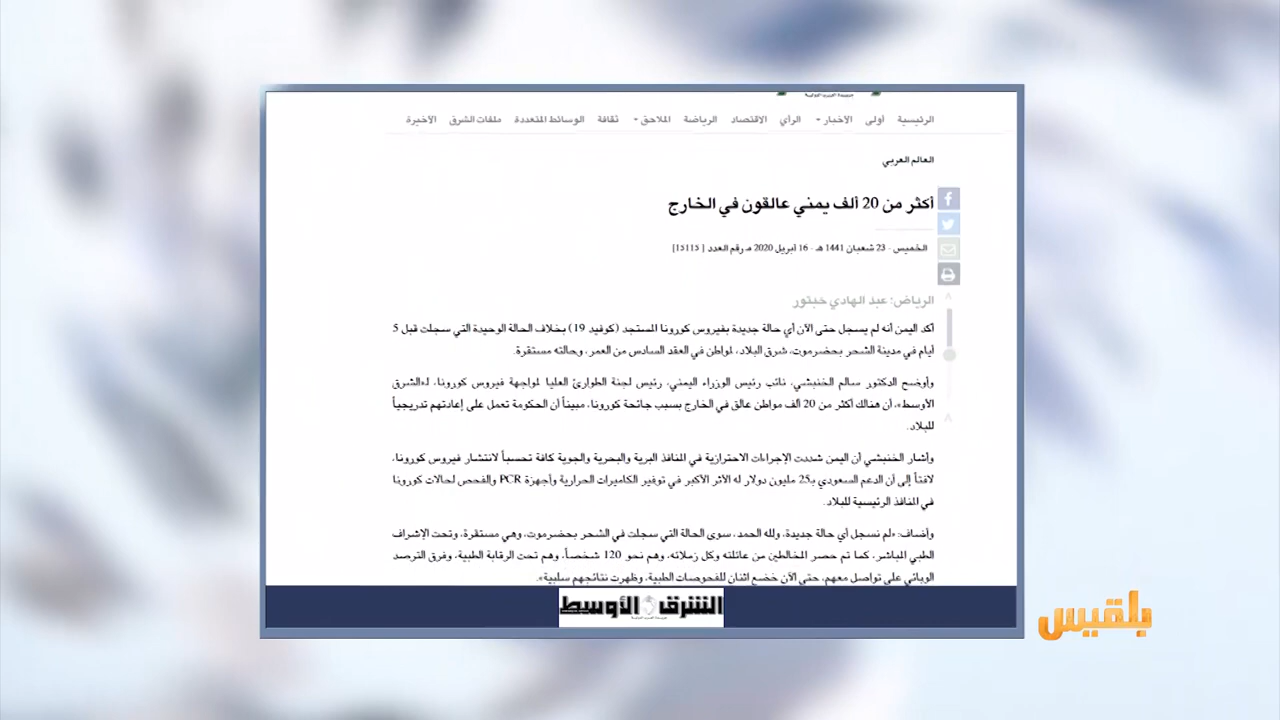 الرئيسية أولى الأخبار الرأي الاقتصاد الرياضة الملاحق ثقافة الوسائط المتعددة ملفات الشرق الأخيرة
العالم العربي
أكثر من 20 ألف يمني عالقون في الخارج
الخميس - 23 شعبان 1441 هـ - 16 أبريل 2020 مـ رقم العدد [ 15115]
الرياض: عبد الهادي حبتور
أكد اليمن أنه لم يسجل حتى الآن أي حالة جديدة بفيروس كورونا المستجد (كوفيد 19) بخلاف الحالة الوحيدة التي سجلت قبل 5
أيام في مدينة الشحر بحضرموت، شرق البلاد، لمواطن في العقد السادس من العمر، وحالته مستقرة.
وأوضح الدكتور سالم الخنبشي، نائب رئيس الوزراء اليمني، رئيس لجنة الطوارئ العليا لمواجهة فيروس كورونا، لـ«الشرق
الأوسط»، أن هنالك أكثر من 20 ألف مواطن عالق في الخارج بسبب جائحة كورونا، مبيناً أن الحكومة تعمل على إعادتهم تدريجياً
للبلاد.
وأشار الخنبشي أن اليمن شددت الإجراءات الاحترازية في المنافذ البرية والبحرية والجوية كافة تحسباً لانتشار فيروس كورونا،
لافتاً إلى أن الدعم السعودي بـ25 مليون دولار له الأثر الأكبر في توفير الكاميرات الحرارية وأجهزة PCR والفحص لحالات كورونا
في المنافذ الرئيسية للبلاد.
وأضاف: «لم نسجل أي حالة جديدة، ولله الحمد، سوى الحالة التي سجلت في الشحر بحضرموت، وهي مستقرة، وتحت الإشراف
الطبي المباشر، كما تم حصر المخالطين من عائلته وكل زملائه، وهم نحو 120 شخصاً، وهم تحت الرقابة الطبية، وفرق الترصد
الوبائي على تواصل معهم، حتى الآن خضع اثنان للفحوصات الطبية، وظهرت نتائجهم سلبية».
الشرق الأوسط
بلقيس